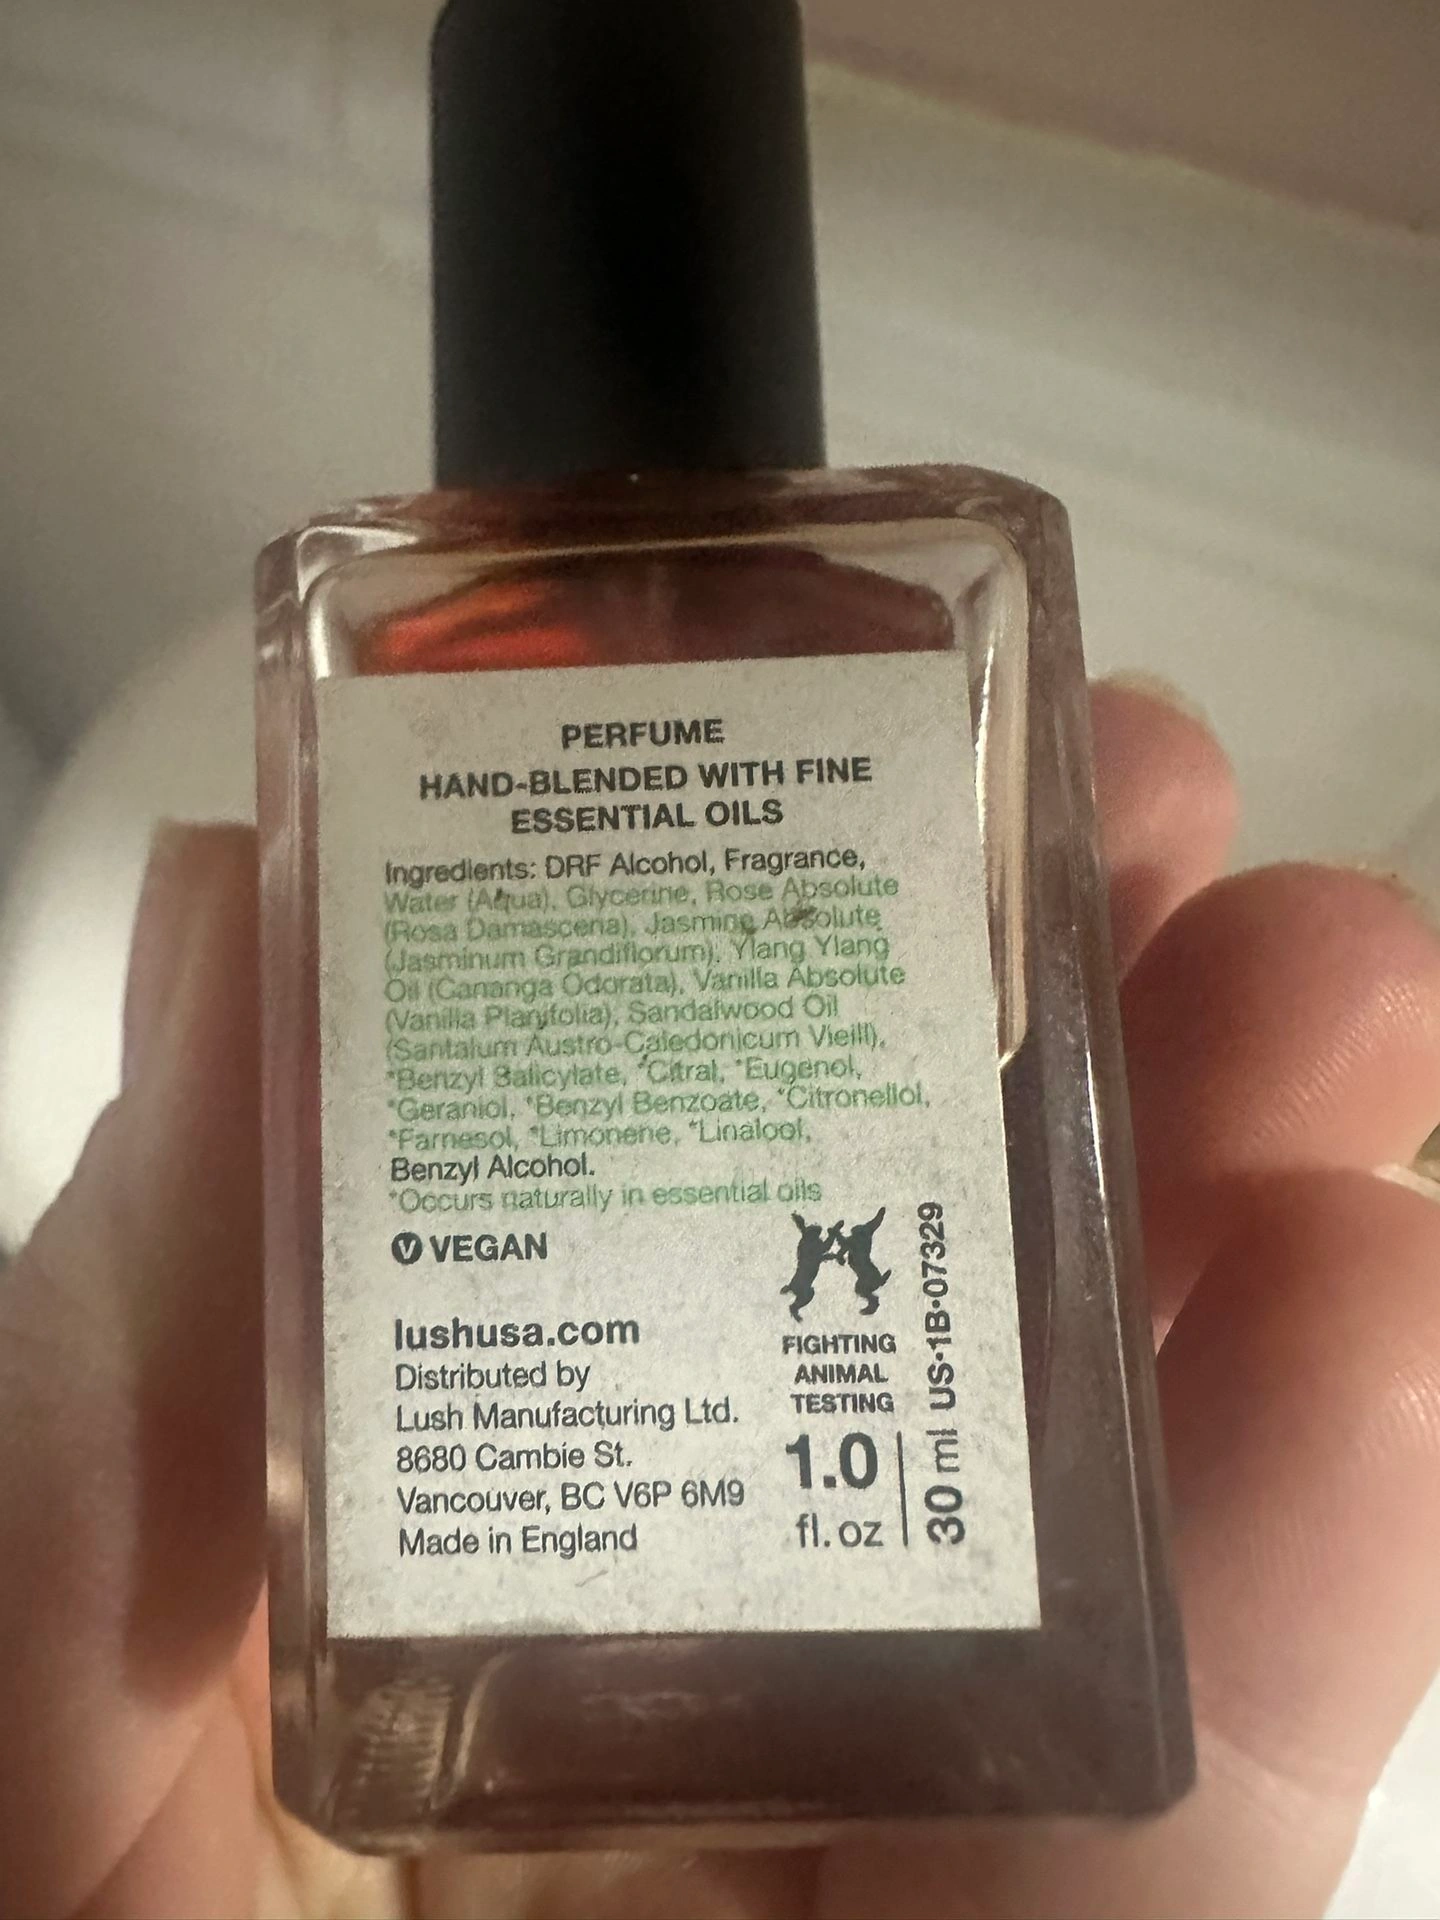 PERFUME
HAND-BLENDED WITH FINE
ESSENTIAL OILS
Ingredients: DRF Alcohol, Fragrance,
Water (Aqua), Glycerine, Rose Absolute
(Rosa Damascena), Jasmine Absolute
(Jasminum Grandiflorum), Ylang Ylang
Oil (Cananga Odorata), Vanilla Absolute
(Vanilla Planifolia), Sandalwood Oil
(Santalum Austro-Caledonicum Vieill),
*Benzyl Salicylate, *Citral, *Eugenol,
*Geraniol, *Benzyl Benzoate, *Citronellol,
*Farnesol, *Limonene, *Linalool,
Benzyl Alcohol.
*Occurs naturally in essential oils
V VEGAN
lushusa.com
Distributed by
Lush Manufacturing Ltd.
8680 Cambie St.
Vancouver, BC V6P 6M9
Made in England
FIGHTING
ANIMAL
TESTING
1.0
fl. oz
30 ml US·1B·07329